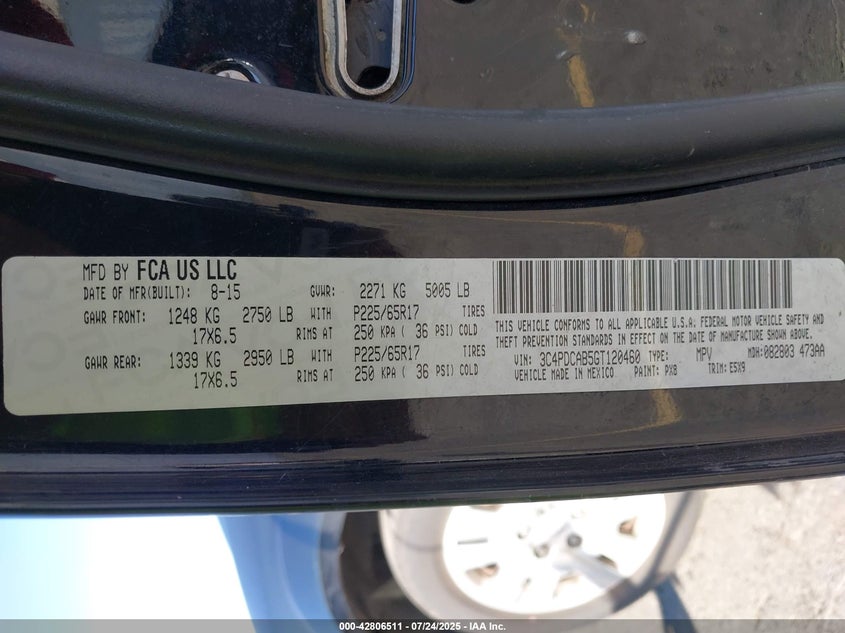 MFD BY FCA US LLC
DATE OF MFR(BUILT): 8-15 GVWR: 2271 KG 5005 LB
GAWR FRONT: 1248 KG 2750 LB WITH P225/65R17 TIRES
17X6.5 RIMS AT 250 KPA ( 36 PSI) COLD
GAWR REAR: 1339 KG 2950 LB WITH P225/65R17 TIRES
17X6.5 RIMS AT 250 KPA ( 36 PSI) COLD
THIS VEHICLE CONFORMS TO ALL APPLICABLE U.S.A. FEDERAL MOTOR VEHICLE SAFETY AND
THEFT PREVENTION STANDARDS IN EFFECT ON THE DATE OF MANUFACTURE SHOWN ABOVE.
VIN: 3C4PDCAB5GT120460 TYPE: MPV MDH:082803 473AA
VEHICLE MADE IN MEXICO PAINT: PX8 TRIM: E5X9
000-42806511 - 07/24/2025 - IAA Inc.